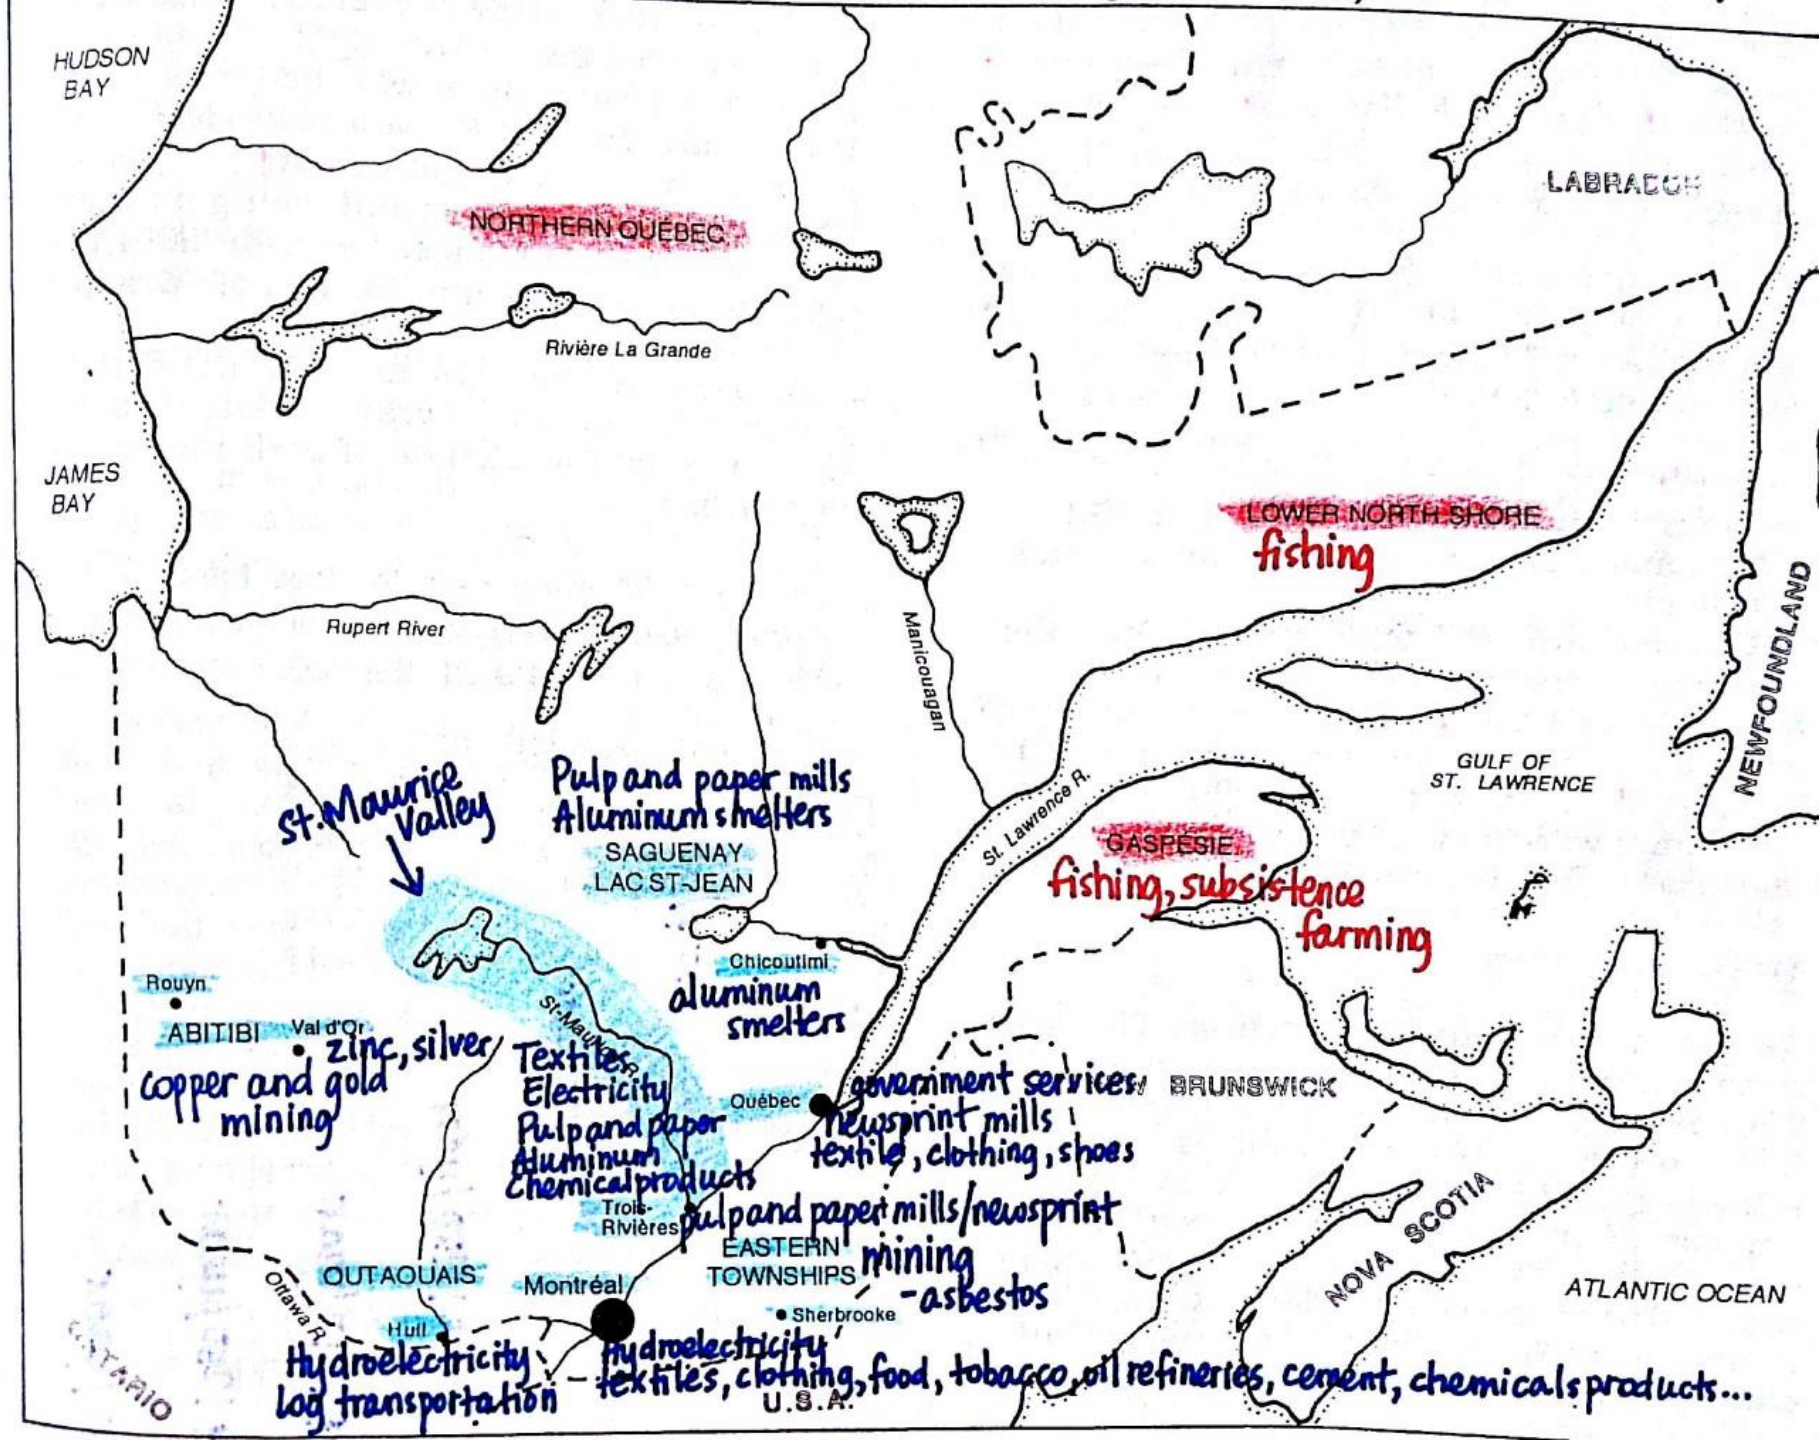 HUDSON
BAY
LABRADOR
NORTHERN QUÉBEC
Rivière La Grande
JAMES
BAY
LOWER NORTH SHORE
fishing
Rupert River
Manicouagan
NEWFOUNDLAND
GULF OF
ST. LAWRENCE
St. Lawrence R.
St. Maurice
Valley
Pulp and paper mills
Aluminum smelters
SAGUENAY
LAC ST-JEAN
GASPÉSIE
fishing, subsistence
farming
Chicoutimi
aluminum
smelters
Rouyn
ABITIBI
Val d'Or
zinc, silver
copper and gold
mining
St-Maurice R.
Textiles
Electricity
Pulp and paper
Aluminum
Chemical products
Québec
government services
newsprint mills
textile, clothing, shoes
BRUNSWICK
Trois-
Rivières
pulp and paper mills/newsprint
EASTERN
TOWNSHIPS
mining
-asbestos
Sherbrooke
NOVA SCOTIA
ATLANTIC OCEAN
OUTAOUAIS
Montréal
Ottawa R.
Hull
Hydroelectricity
log transportation
Hydroelectricity
textiles, clothing, food, tobacco, oil refineries, cement, chemicals products...
ONTARIO
U.S.A.